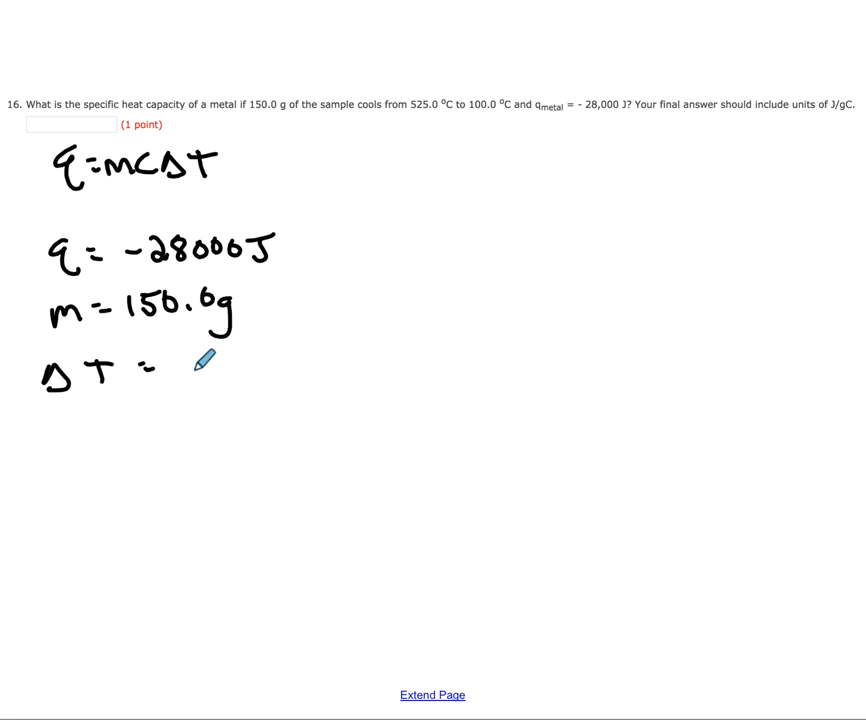 16. What is the specific heat capacity of a metal if 150.0 g of the sample cools from 525.0 ⁰C to 100.0 ⁰C and qmetal = - 28,000 J? Your final answer should include units of J/gC.
(1 point)
q=mCΔT
q= -28000J
m=150.0g
ΔT=
Extend Page